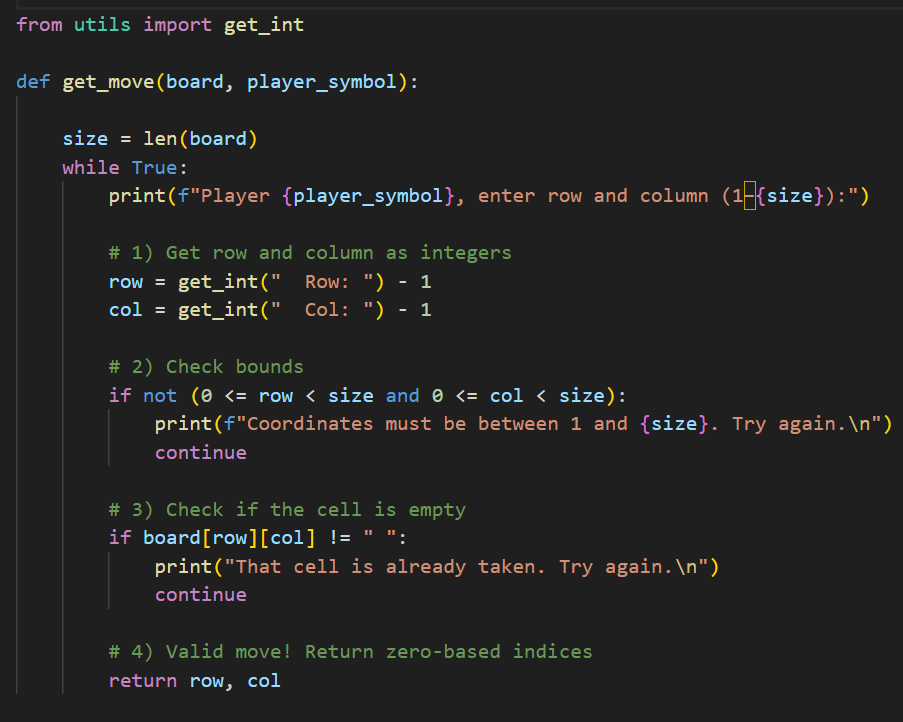 from utils import get_int
def get_move(board, player_symbol):
    size = len(board)
    while True:
        print(f"Player {player_symbol}, enter row and column (1–{size}):")
        # 1) Get row and column as integers
        row = get_int("  Row: ") - 1
        col = get_int("  Col: ") - 1
        # 2) Check bounds
        if not (0 <= row < size and 0 <= col < size):
            print(f"Coordinates must be between 1 and {size}. Try again.\n")
            continue
        # 3) Check if the cell is empty
        if board[row][col] != " ":
            print("That cell is already taken. Try again.\n")
            continue
        # 4) Valid move! Return zero-based indices
        return row, col